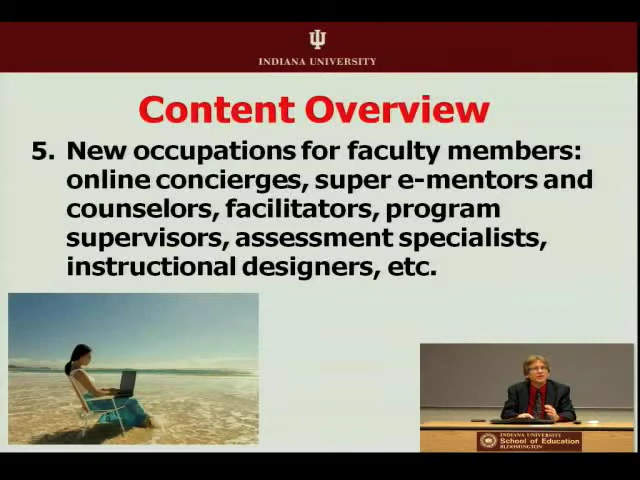 INDIANA UNIVERSITY
Content Overview
5. New occupations for faculty members:
online concierges, super e-mentors and
counselors, facilitators, program
supervisors, assessment specialists,
instructional designers, etc.
INDIANA UNIVERSITY
School of Education
BLOOMINGTON